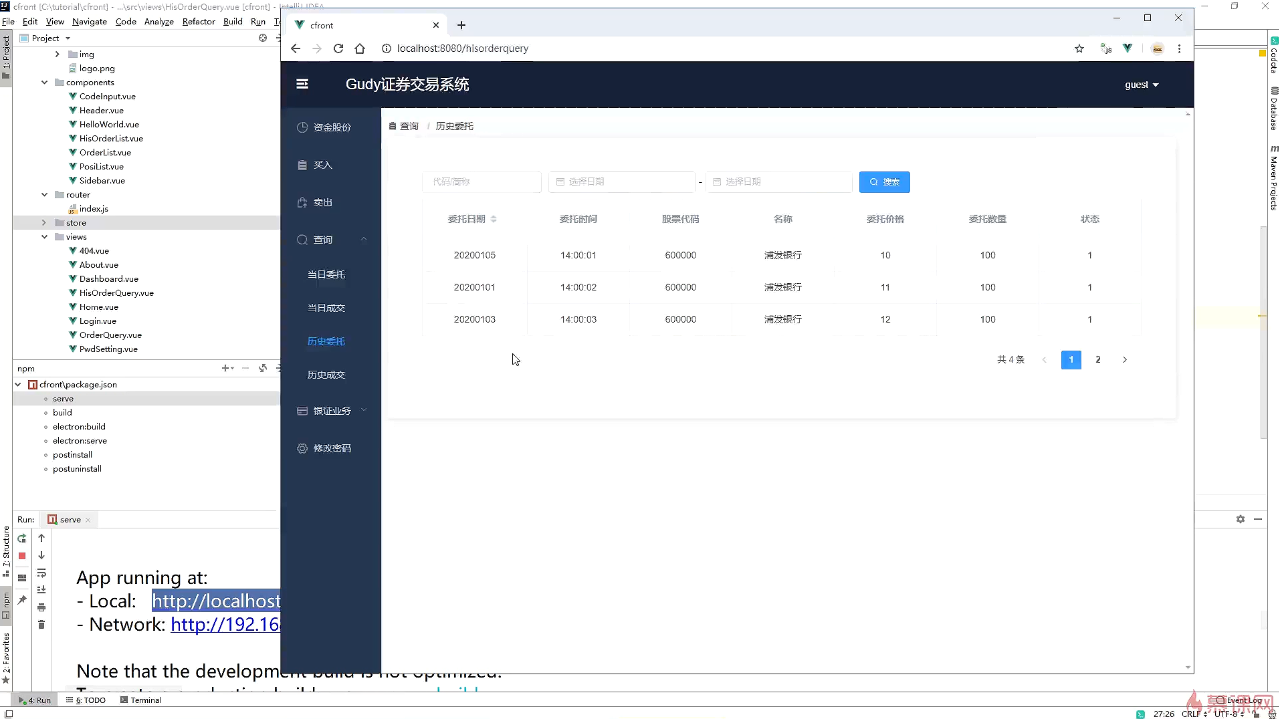 cfront [C:\tutorial\cfront] - ...\src\views\HisOrderQuery.vue - IntelliJ IDEA
File Edit View Navigate Code Analyze Refactor Build Run
cfront
localhost:8080/hisorderquery
Project
img
logo.png
components
CodeInput.vue
Header.vue
HelloWorld.vue
HisOrderList.vue
OrderList.vue
PosiList.vue
Sidebar.vue
router
index.js
store
views
404.vue
About.vue
Dashboard.vue
HisOrderQuery.vue
Home.vue
Login.vue
OrderQuery.vue
PwdSetting.vue
npm
cfront\package.json
serve
build
electron:build
electron:serve
postinstall
postuninstall
Gudy证券交易系统
guest
资金股份
买入
卖出
查询
当日委托
当日成交
历史委托
历史成交
银证业务
修改密码
查询 / 历史委托
代码/简称 选择日期 - 选择日期 搜索
委托日期 委托时间 股票代码 名称 委托价格 委托数量 状态
20200105 14:00:01 600000 浦发银行 10 100 1
20200101 14:00:02 600000 浦发银行 11 100 1
20200103 14:00:03 600000 浦发银行 12 100 1
共 4 条 1 2
Codota
Database
Maven Projects
1: Project
7: Structure
npm
2: Favorites
Run: serve
App running at:
- Local: http://localhost
- Network: http://192.16
Note that the development build is not optimized.
4: Run 6: TODO Terminal
Event Log
慕课网
27:26 CRLF UTF-8